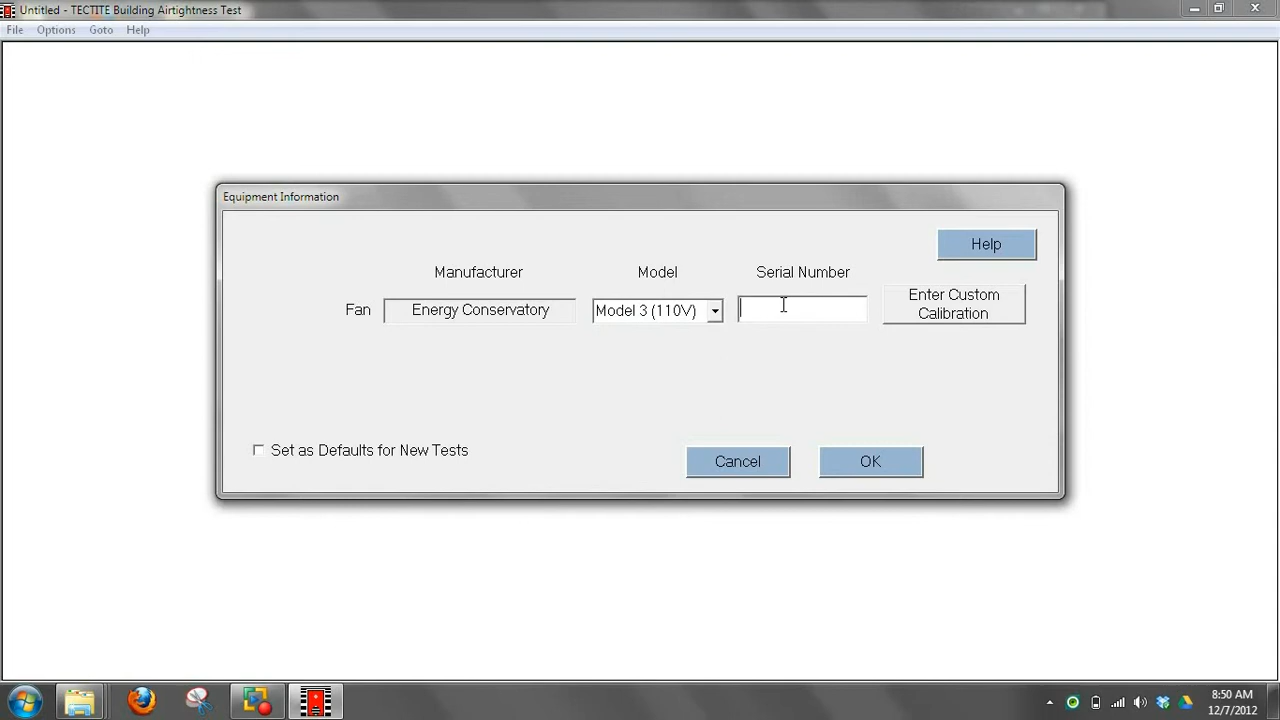 Untitled - TECTITE Building Airtightness Test
File Options Goto Help
Equipment Information
Help
Manufacturer Model Serial Number
Fan Energy Conservatory Model 3 (110V) Enter Custom
Calibration
Set as Defaults for New Tests
Cancel OK
8:50 AM
12/7/2012